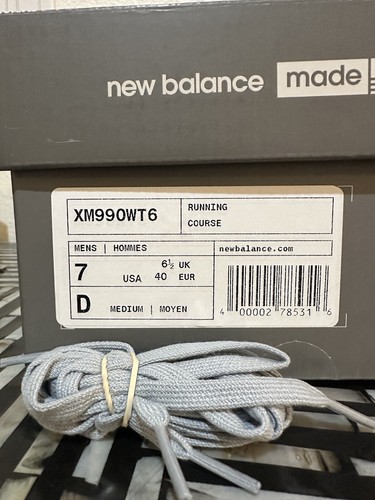 new balance made
XM990WT6
RUNNING
COURSE
MENS | HOMMES
newbalance.com
7 USA
6½ UK
40 EUR
D MEDIUM | MOYEN
4 00002 78531 6